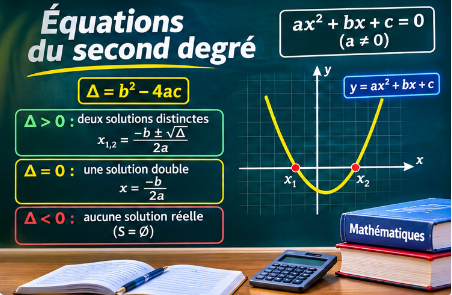 Équations
du second degré
ax² + bx + c = 0
(a ≠ 0)
Δ = b² − 4ac
Δ > 0 : deux solutions distinctes
x₁,₂ = (−b ± √Δ) / 2a
Δ = 0 : une solution double
x = −b / 2a
Δ < 0 : aucune solution réelle
(S = Ø)
y
y = ax² + bx + c
x
x₁
x₂
Mathématiques